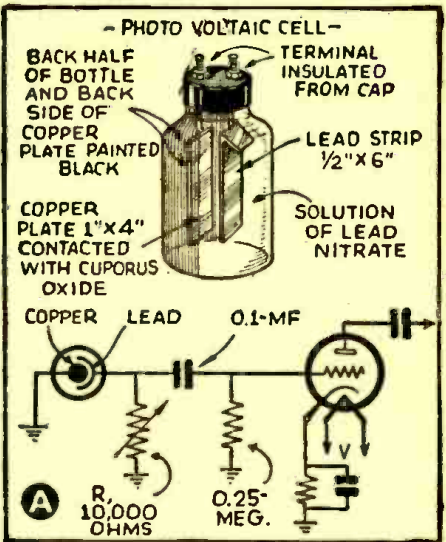 - PHOTO VOLTAIC CELL -
BACK HALF
OF BOTTLE
AND BACK
SIDE OF
COPPER
PLATE PAINTED
BLACK
TERMINAL
INSULATED
FROM CAP
LEAD STRIP
1/2"X6"
COPPER
PLATE 1"X4"
CONTACTED
WITH CUPORUS
OXIDE
SOLUTION
OF LEAD
NITRATE
COPPER
LEAD
0.1-MF
V
A
R,
10,000
OHMS
0.25-
MEG.